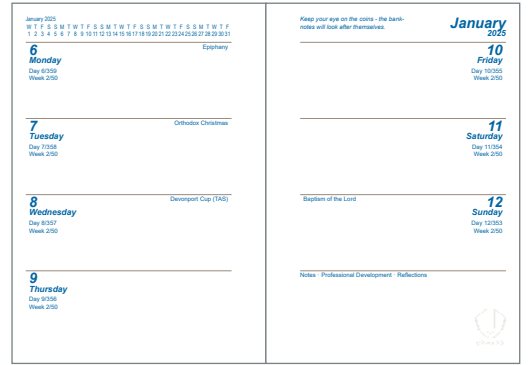 January 2025
W T F S S M T W T F S S M T W T F S S M T W T F S S M T W T F
1 2 3 4 5 6 7 8 9 10 11 12 13 14 15 16 17 18 19 20 21 22 23 24 25 26 27 28 29 30 31
6
Epiphany
Monday
Day 6/359
Week 2/50
7
Orthodox Christmas
Tuesday
Day 7/358
Week 2/50
8
Devonport Cup (TAS)
Wednesday
Day 8/357
Week 2/50
9
Thursday
Day 9/356
Week 2/50
Keep your eye on the coins - the bank-
notes will look after themselves.
January
2025
10
Friday
Day 10/355
Week 2/50
11
Saturday
Day 11/354
Week 2/50
12
Baptism of the Lord
Sunday
Day 12/353
Week 2/50
Notes · Professional Development · Reflections